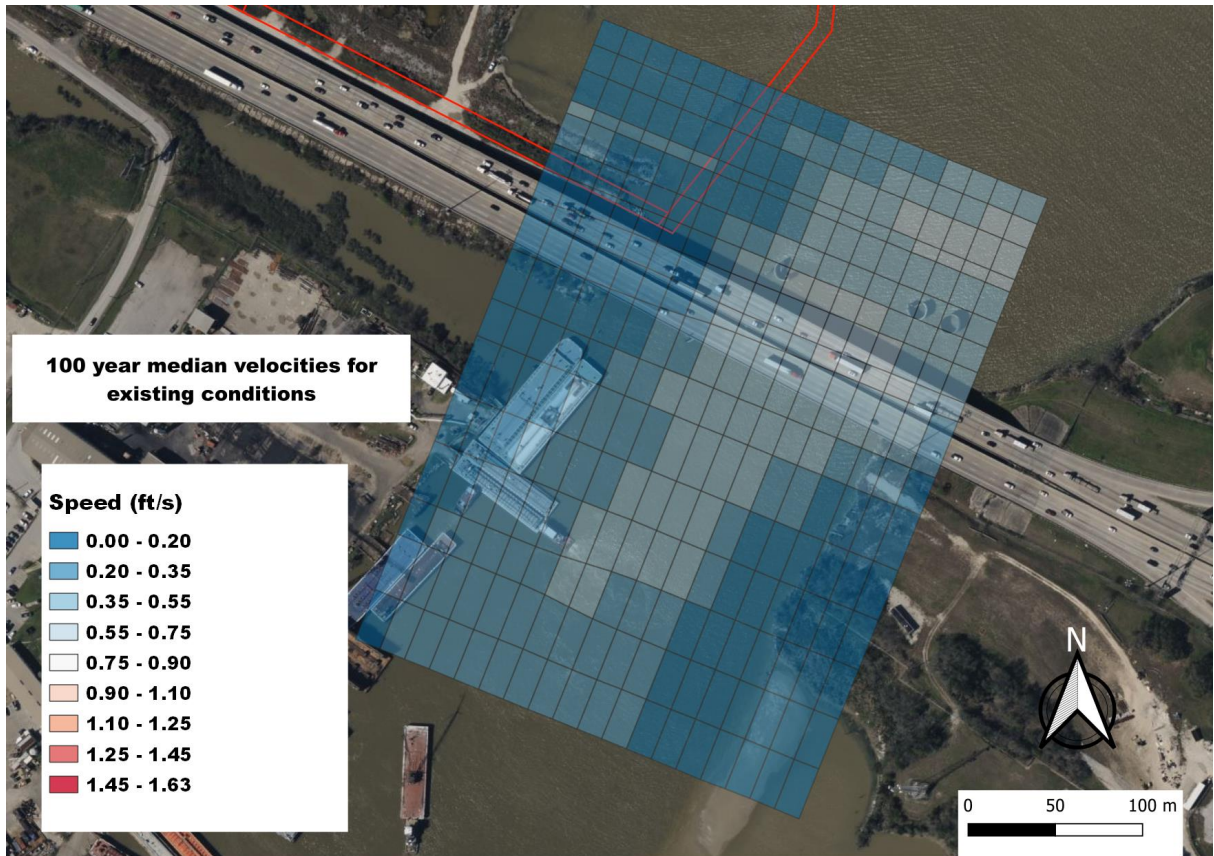 100 year median velocities for
existing conditions
Speed (ft/s)
0.00 - 0.20
0.20 - 0.35
0.35 - 0.55
0.55 - 0.75
0.75 - 0.90
0.90 - 1.10
1.10 - 1.25
1.25 - 1.45
1.45 - 1.63
N
0 50 100 m